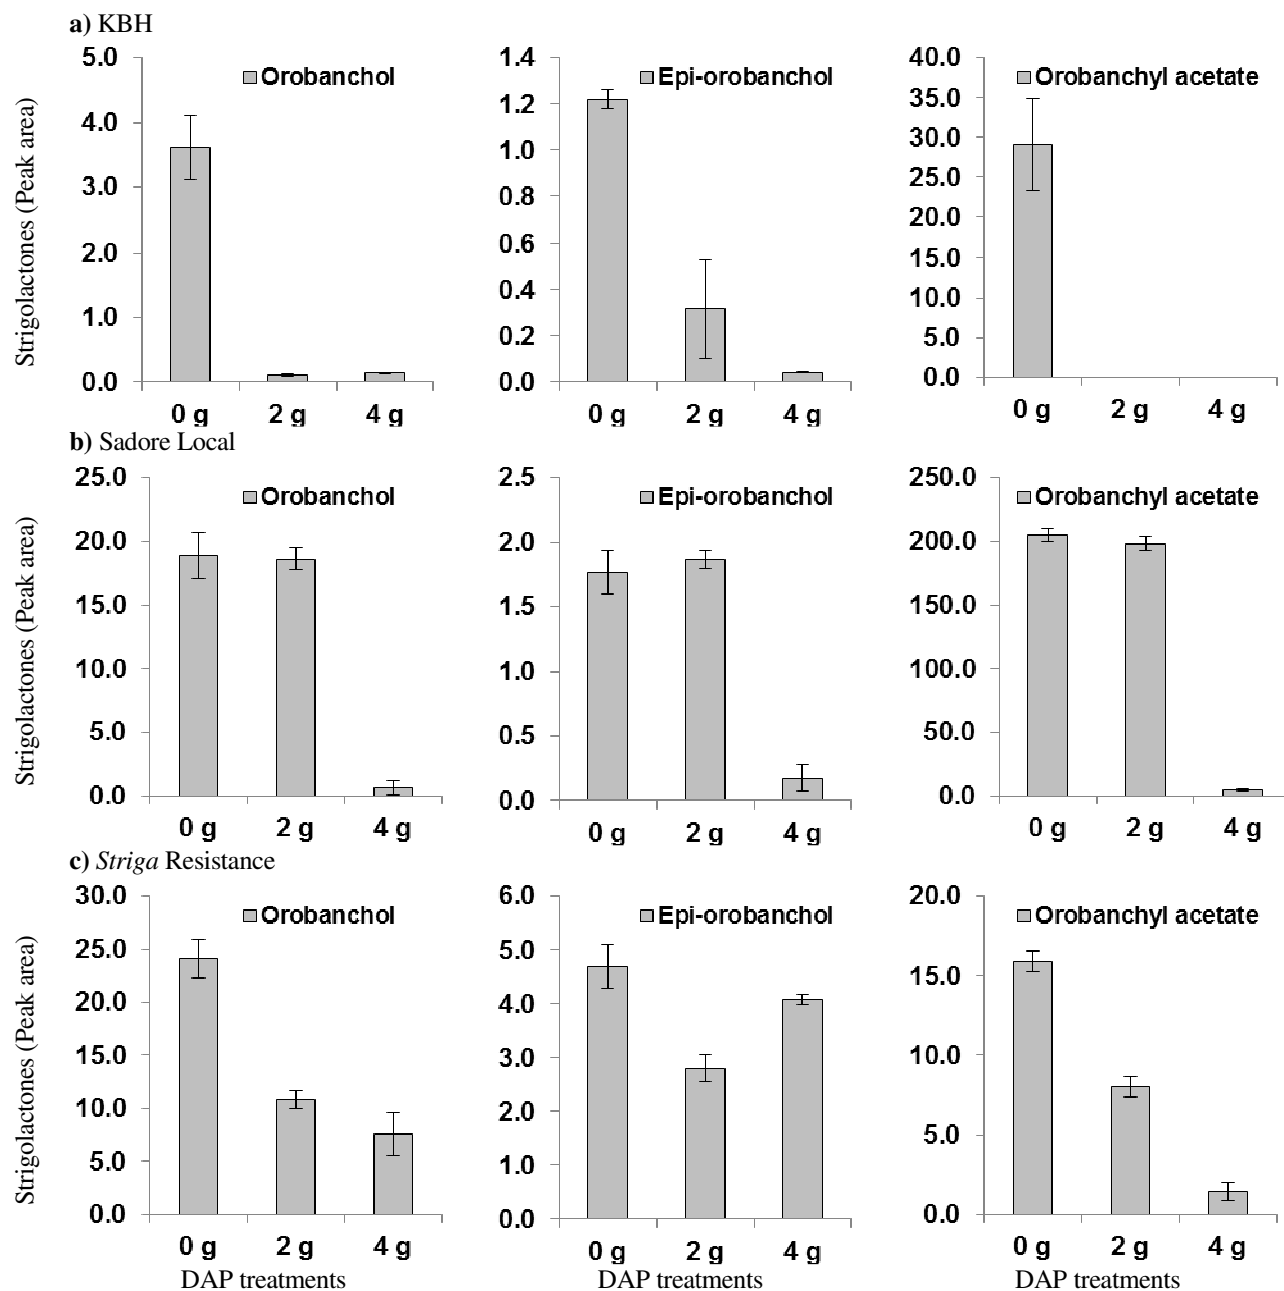 a) KBH
Strigolactones (Peak area)
5.0
4.0
3.0
2.0
1.0
0.0
Orobanchol
0 g 2 g 4 g
1.4
1.2
1.0
0.8
0.6
0.4
0.2
0.0
Epi-orobanchol
0 g 2 g 4 g
40.0
35.0
30.0
25.0
20.0
15.0
10.0
5.0
0.0
Orobanchyl acetate
0 g 2 g 4 g
b) Sadore Local
Strigolactones (Peak area)
25.0
20.0
15.0
10.0
5.0
0.0
Orobanchol
0 g 2 g 4 g
2.5
2.0
1.5
1.0
0.5
0.0
Epi-orobanchol
0 g 2 g 4 g
250.0
200.0
150.0
100.0
50.0
0.0
Orobanchyl acetate
0 g 2 g 4 g
c) Striga Resistance
Strigolactones (Peak area)
30.0
25.0
20.0
15.0
10.0
5.0
0.0
Orobanchol
0 g 2 g 4 g
DAP treatments
6.0
5.0
4.0
3.0
2.0
1.0
0.0
Epi-orobanchol
0 g 2 g 4 g
DAP treatments
20.0
15.0
10.0
5.0
0.0
Orobanchyl acetate
0 g 2 g 4 g
DAP treatments